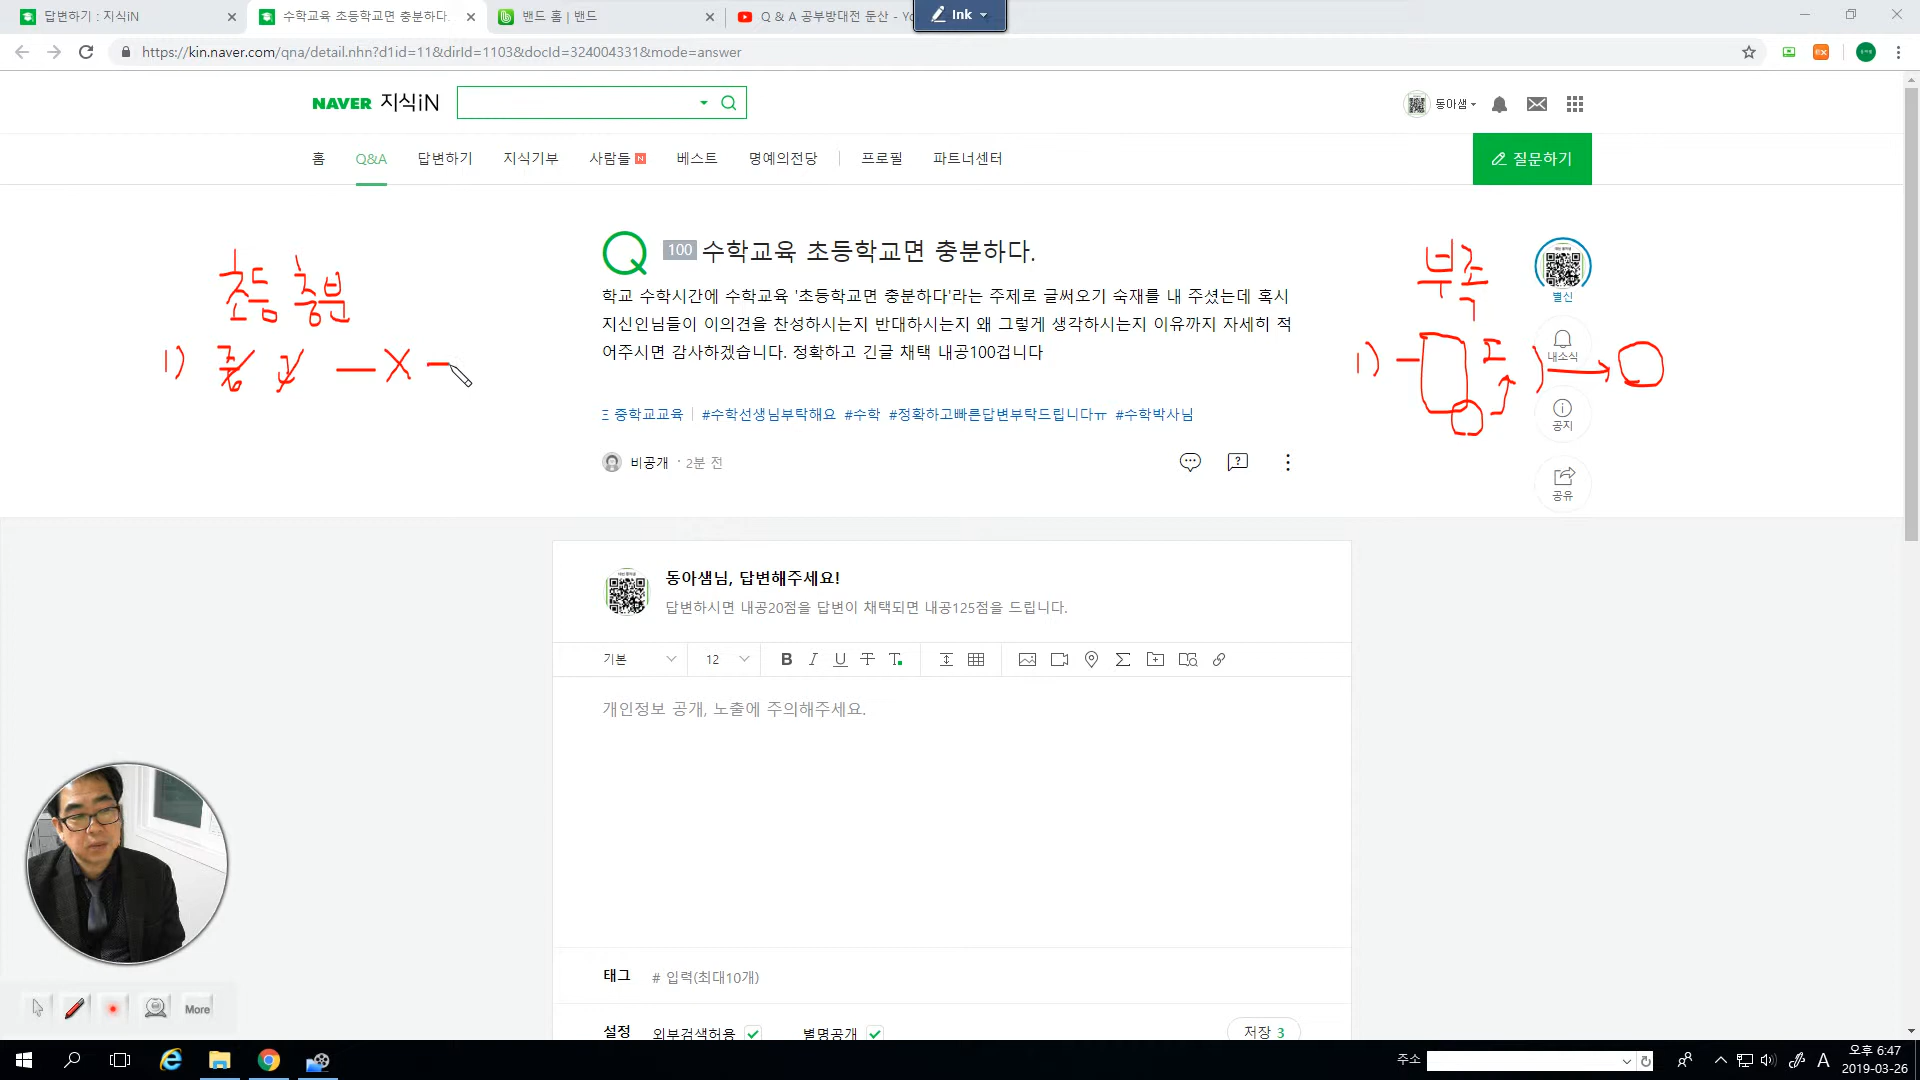 답변하기 : 지식iN
수학교육 초등학교면 충분하다.
밴드 홈 | 밴드
Q & A 공부방대전 둔산 - Yo
Ink
https://kin.naver.com/qna/detail.nhn?d1id=11&dirId=1103&docId=324004331&mode=answer
NAVER 지식iN
동아샘
홈 Q&A 답변하기 지식기부 사람들 N 베스트 명예의전당 프로필 파트너센터
질문하기
초등 충분
1) 중 고 — X —
Q 100 수학교육 초등학교면 충분하다.
학교 수학시간에 수학교육 '초등학교면 충분하다'라는 주제로 글써오기 숙재를 내 주셨는데 혹시
지신인님들이 이의견을 찬성하시는지 반대하시는지 왜 그렇게 생각하시는지 이유까지 자세히 적
어주시면 감사하겠습니다. 정확하고 긴글 채택 내공100겁니다
중학교교육 #수학선생님부탁해요 #수학 #정확하고빠른답변부탁드립니다ㅠ #수학박사님
비공개 · 2분 전
부족
1)
별신
내소식
공지
공유
동아샘님, 답변해주세요!
답변하시면 내공20점을 답변이 채택되면 내공125점을 드립니다.
기본 12 B I U T T
개인정보 공개, 노출에 주의해주세요.
태그 # 입력(최대10개)
설정 외부검색허용 별명공개 저장 3
More
주소
A
오후 6:47
2019-03-26